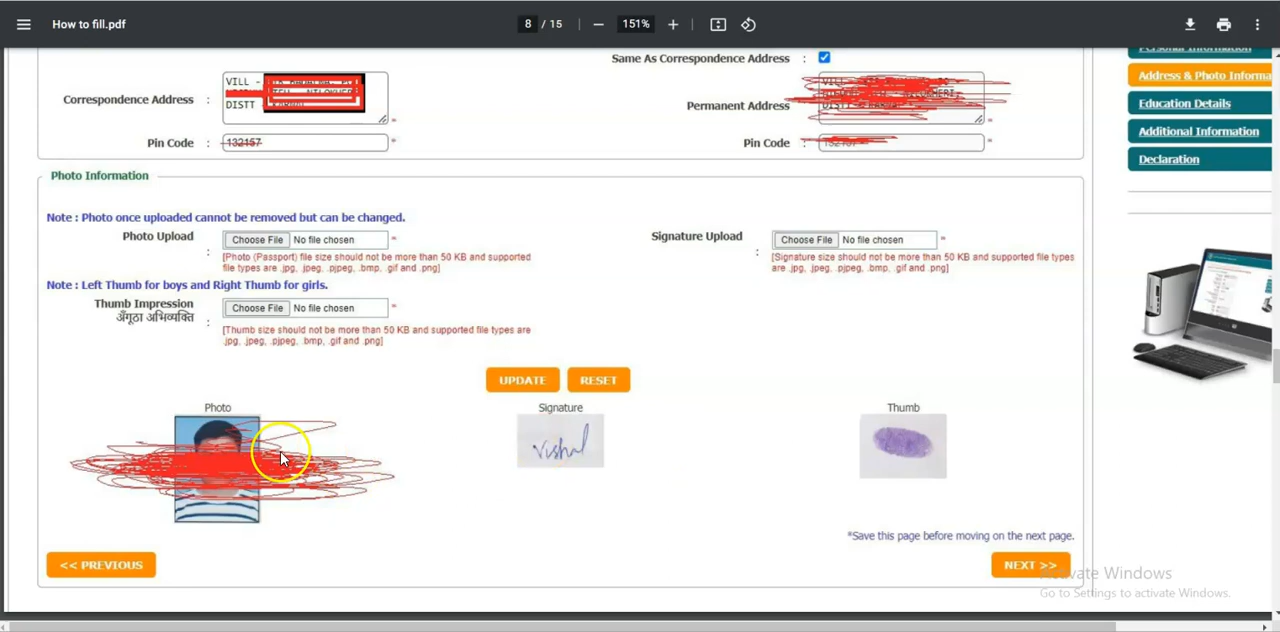 How to fill.pdf
8 / 15
151%
Same As Correspondence Address :
Personal Information
Address & Photo Informa
Education Details
Additional Information
Declaration
Correspondence Address :
VILL -
DISTT
*
Permanent Address
*
Pin Code : 132157 *
Pin Code : *
Photo Information
Note : Photo once uploaded cannot be removed but can be changed.
Photo Upload : Choose File No file chosen *
[Photo (Passport) file size should not be more than 50 KB and supported
file types are .jpg, .jpeg, .pjpeg, .bmp, .gif and .png]
Signature Upload : Choose File No file chosen *
[Signature size should not be more than 50 KB and supported file types
are .jpg, .jpeg, .pjpeg, .bmp, .gif and .png]
Note : Left Thumb for boys and Right Thumb for girls.
Thumb Impression
अँगूठा अभिव्यक्ति : Choose File No file chosen *
[Thumb size should not be more than 50 KB and supported file types are
.jpg, .jpeg, .pjpeg, .bmp, .gif and .png]
UPDATE RESET
Photo Signature Thumb
Vishal
*Save this page before moving on the next page.
<< PREVIOUS NEXT >>
Activate Windows
Go to Settings to activate Windows.